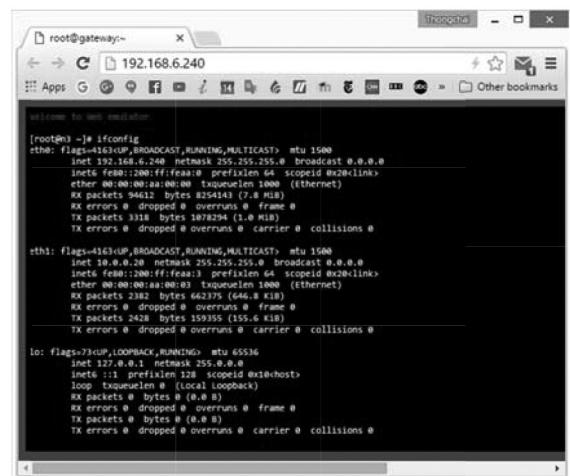 Thongchai
root@gateway:~
192.168.6.240
Apps
Other bookmarks
welcome to web emulator
[root@n3 ~]# ifconfig
eth0: flags=4163<UP,BROADCAST,RUNNING,MULTICAST> mtu 1500
inet 192.168.6.240 netmask 255.255.255.0 broadcast 0.0.0.0
inet6 fe80::200:ff:feaa:0 prefixlen 64 scopeid 0x20<link>
ether 00:00:00:aa:00:00 txqueuelen 1000 (Ethernet)
RX packets 94612 bytes 8254143 (7.8 MiB)
RX errors 0 dropped 0 overruns 0 frame 0
TX packets 3318 bytes 1078294 (1.0 MiB)
TX errors 0 dropped 0 overruns 0 carrier 0 collisions 0
eth1: flags=4163<UP,BROADCAST,RUNNING,MULTICAST> mtu 1500
inet 10.0.0.20 netmask 255.255.255.0 broadcast 0.0.0.0
inet6 fe80::200:ff:feaa:3 prefixlen 64 scopeid 0x20<link>
ether 00:00:00:aa:00:03 txqueuelen 1000 (Ethernet)
RX packets 2382 bytes 662375 (646.8 KiB)
RX errors 0 dropped 0 overruns 0 frame 0
TX packets 2428 bytes 159355 (155.6 KiB)
TX errors 0 dropped 0 overruns 0 carrier 0 collisions 0
lo: flags=73<UP,LOOPBACK,RUNNING> mtu 65536
inet 127.0.0.1 netmask 255.0.0.0
inet6 ::1 prefixlen 128 scopeid 0x10<host>
loop txqueuelen 0 (Local Loopback)
RX packets 0 bytes 0 (0.0 B)
RX errors 0 dropped 0 overruns 0 frame 0
TX packets 0 bytes 0 (0.0 B)
TX errors 0 dropped 0 overruns 0 carrier 0 collisions 0